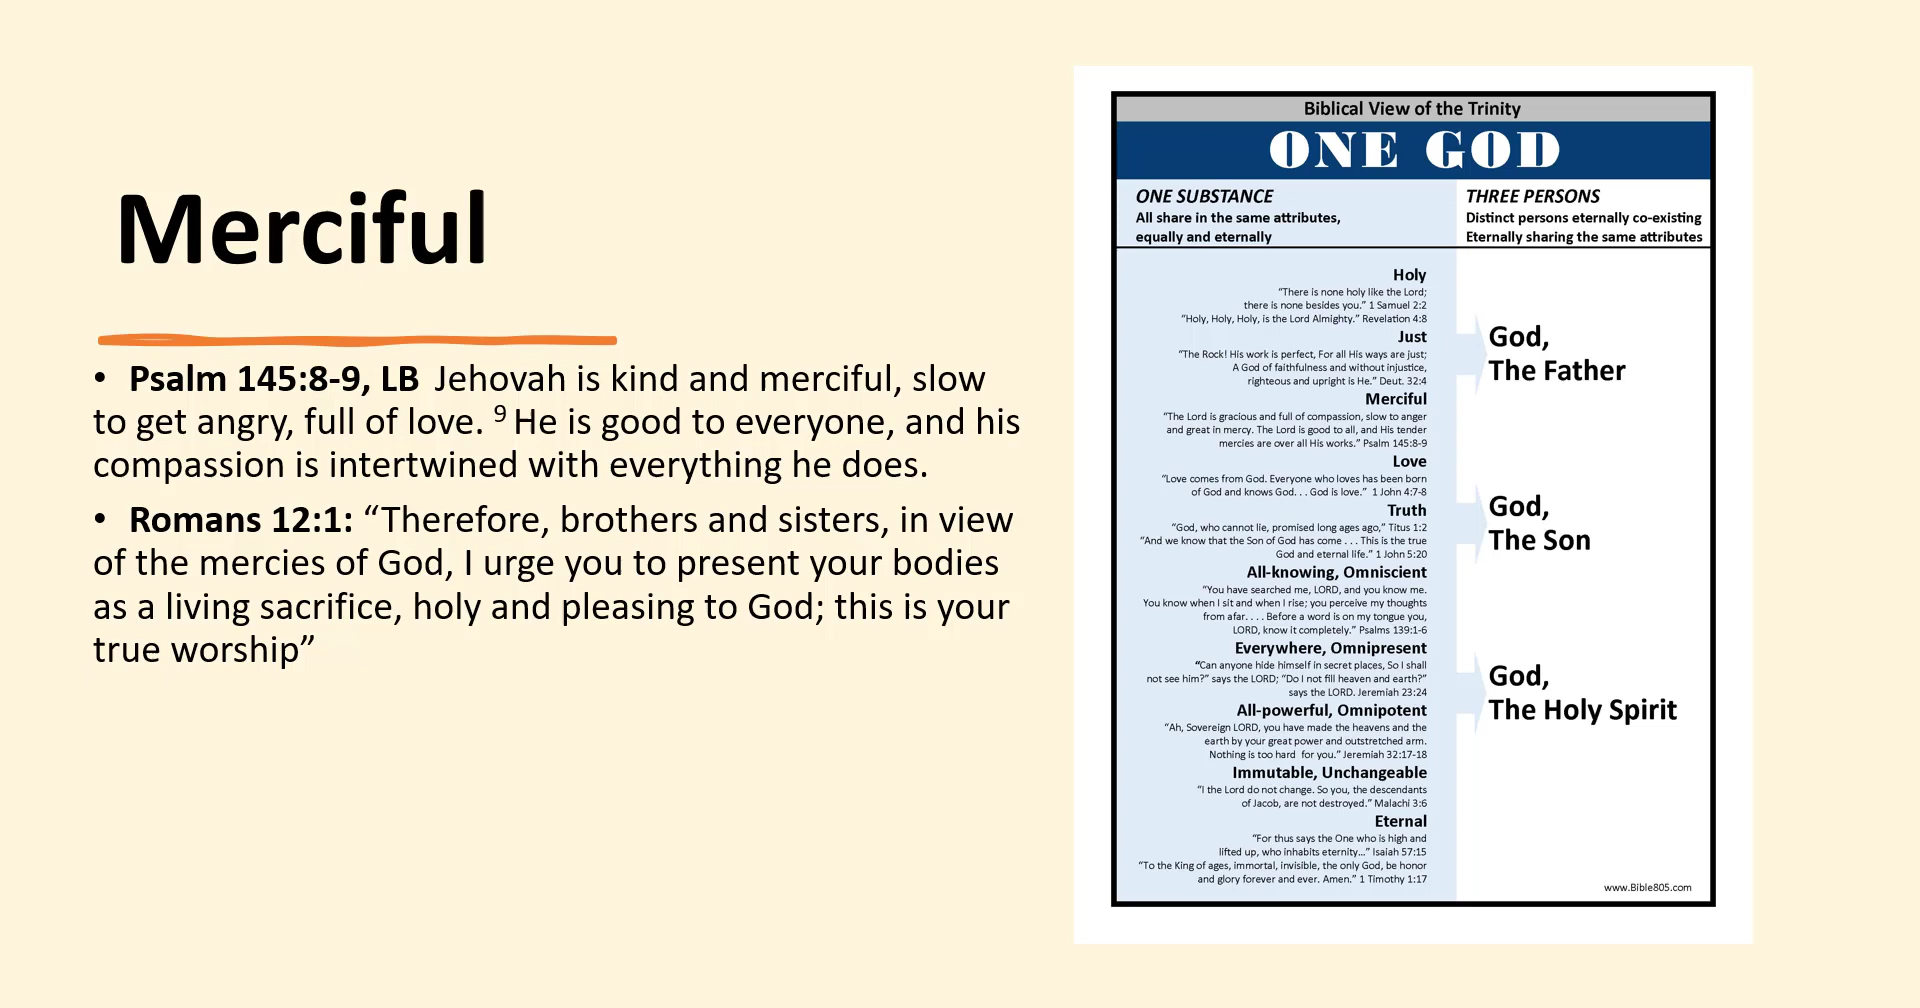 Merciful
• Psalm 145:8-9, LB Jehovah is kind and merciful, slow
to get angry, full of love. 9 He is good to everyone, and his
compassion is intertwined with everything he does.
• Romans 12:1: “Therefore, brothers and sisters, in view
of the mercies of God, I urge you to present your bodies
as a living sacrifice, holy and pleasing to God; this is your
true worship”
Biblical View of the Trinity
ONE GOD
ONE SUBSTANCE
All share in the same attributes,
equally and eternally
THREE PERSONS
Distinct persons eternally co-existing
Eternally sharing the same attributes
Holy
“There is none holy like the Lord;
there is none besides you.” 1 Samuel 2:2
“Holy, Holy, Holy, is the Lord Almighty.” Revelation 4:8
Just
“The Rock! His work is perfect, For all His ways are just;
A God of faithfulness and without injustice,
righteous and upright is He.” Deut. 32:4
Merciful
“The Lord is gracious and full of compassion, slow to anger
and great in mercy. The Lord is good to all, and His tender
mercies are over all His works.” Psalm 145:8-9
Love
“Love comes from God. Everyone who loves has been born
of God and knows God. . . God is love.” 1 John 4:7-8
Truth
“God, who cannot lie, promised long ages ago,” Titus 1:2
“And we know that the Son of God has come . . . This is the true
God and eternal life.” 1 John 5:20
All-knowing, Omniscient
“You have searched me, LORD, and you know me.
You know when I sit and when I rise; you perceive my thoughts
from afar. . . . Before a word is on my tongue you,
LORD, know it completely.” Psalms 139:1-6
Everywhere, Omnipresent
“Can anyone hide himself in secret places, So I shall
not see him?” says the LORD; “Do I not fill heaven and earth?”
says the LORD. Jeremiah 23:24
All-powerful, Omnipotent
“Ah, Sovereign LORD, you have made the heavens and the
earth by your great power and outstretched arm.
Nothing is too hard for you.” Jeremiah 32:17-18
Immutable, Unchangeable
“I the Lord do not change. So you, the descendants
of Jacob, are not destroyed.” Malachi 3:6
Eternal
“For thus says the One who is high and
lifted up, who inhabits eternity…” Isaiah 57:15
“To the King of ages, immortal, invisible, the only God, be honor
and glory forever and ever. Amen.” 1 Timothy 1:17
God,
The Father
God,
The Son
God,
The Holy Spirit
www.Bible805.com